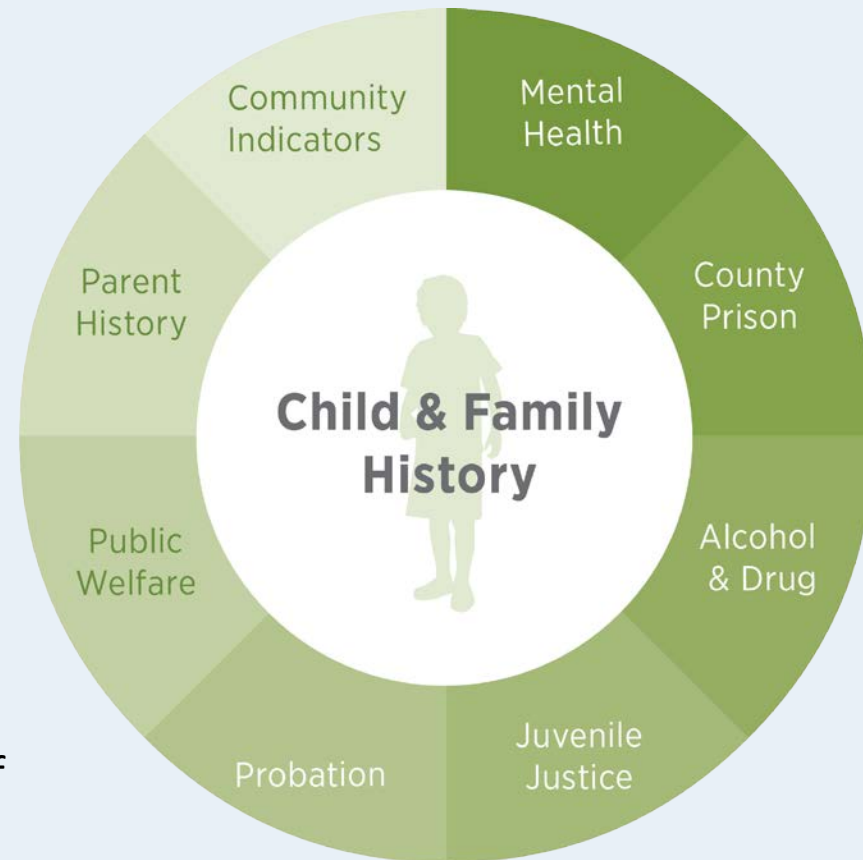 Mental
Health
County
Prison
Alcohol
& Drug
Juvenile
Justice
Probation
Public
Welfare
Parent
History
Community
Indicators
Child & Family
History